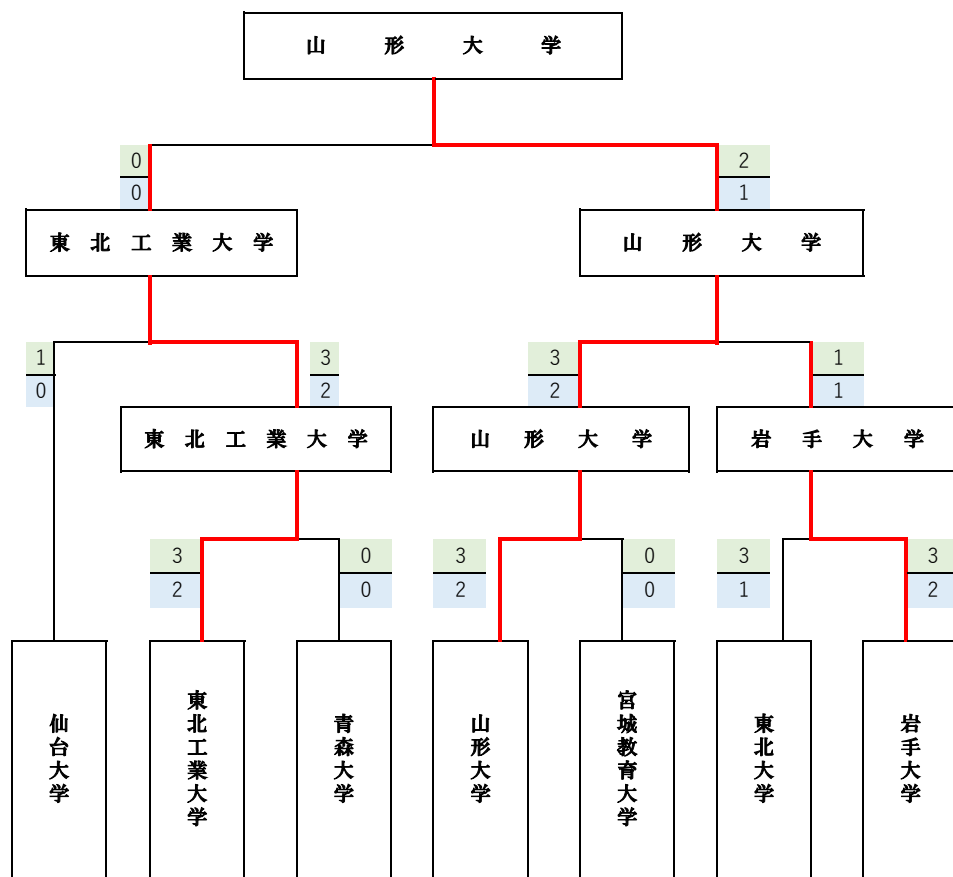 山形大学
0 2
0 1
東北工業大学 山形大学
1 3 3 1
0 2 2 1
東北工業大学 山形大学 岩手大学
3 0 3 0 3 3
2 0 2 0 1 2
仙台大学
東北工業大学
青森大学
山形大学
宮城教育大学
東北大学
岩手大学